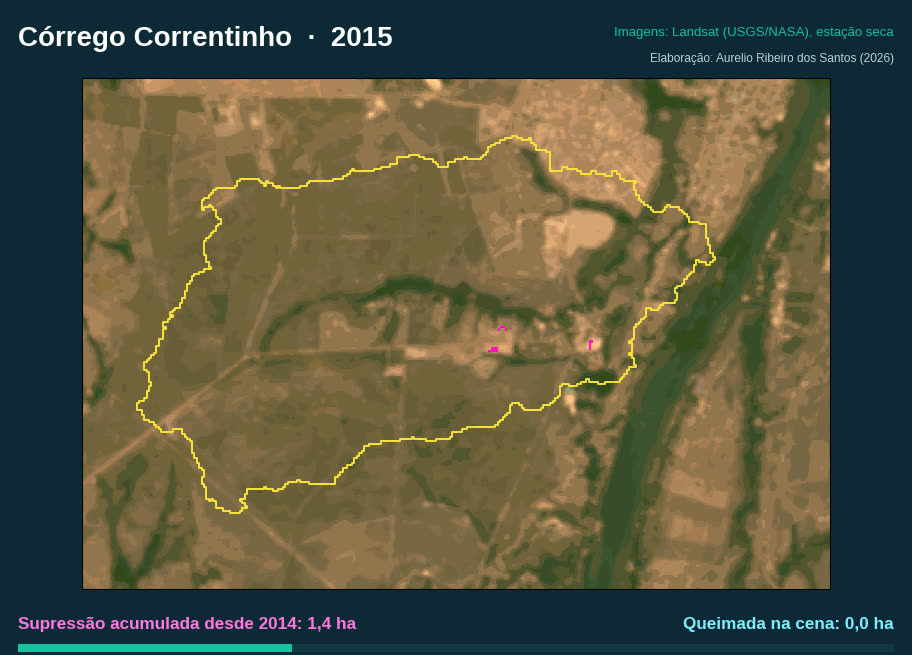 Córrego Correntinho · 2015
Imagens: Landsat (USGS/NASA), estação seca
Elaboração: Aurelio Ribeiro dos Santos (2026)
Supressão acumulada desde 2014: 1,4 ha
Queimada na cena: 0,0 ha